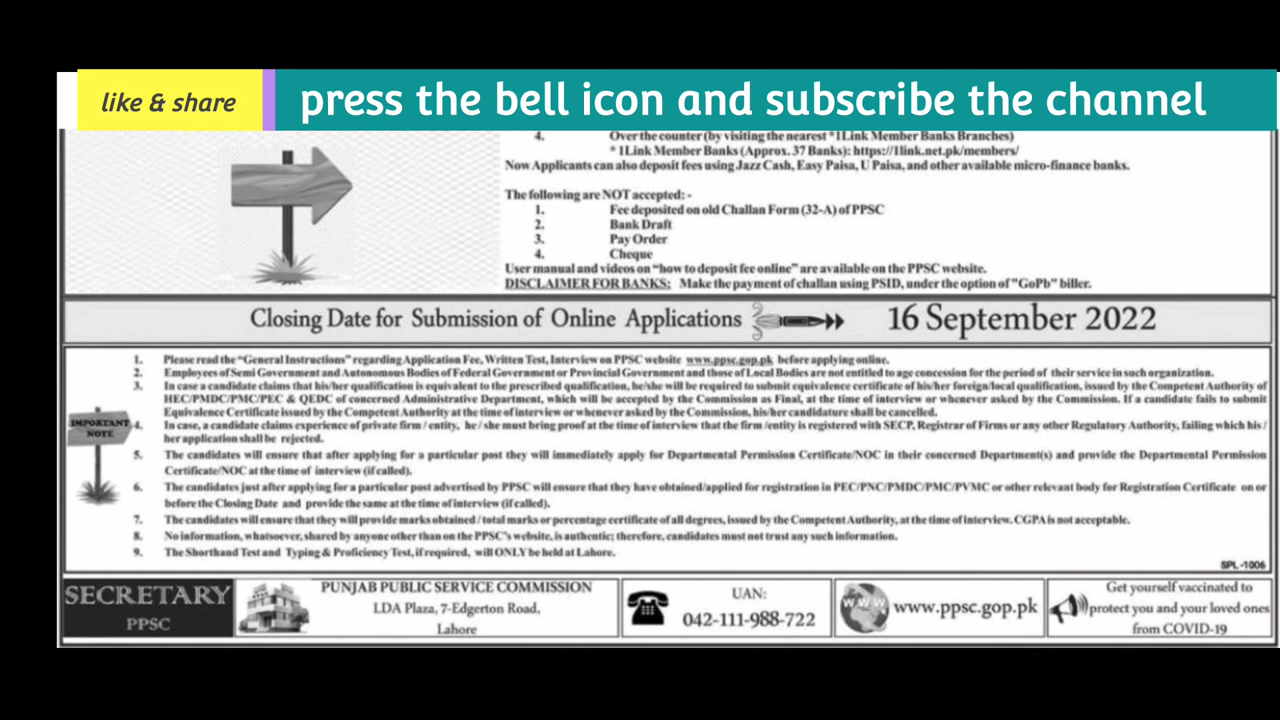 like & share
press the bell icon and subscribe the channel
4. Over the counter (by visiting the nearest *1Link Member Banks Branches)
* 1Link Member Banks (Approx. 37 Banks): https://1link.net.pk/members/
Now Applicants can also deposit fees using Jazz Cash, Easy Paisa, U Paisa, and other available micro-finance banks.
The following are NOT accepted: -
1. Fee deposited on old Challan Form (32-A) of PPSC
2. Bank Draft
3. Pay Order
4. Cheque
User manual and videos on "how to deposit fee online" are available on the PPSC website.
DISCLAIMER FOR BANKS: Make the payment of challan using PSID, under the option of "GoPb" biller.
Closing Date for Submission of Online Applications 16 September 2022
1. Please read the "General Instructions" regarding Application Fee, Written Test, Interview on PPSC website www.ppsc.gop.pk before applying online.
2. Employees of Semi Government and Autonomous Bodies of Federal Government or Provincial Government and those of Local Bodies are not entitled to age concession for the period of their service in such organization.
3. In case a candidate claims that his/her qualification is equivalent to the prescribed qualification, he/she will be required to submit equivalence certificate of his/her foreign/local qualification, issued by the Competent Authority of
HEC/PMDC/PMC/PEC & QEDC of concerned Administrative Department, which will be accepted by the Commission as Final, at the time of interview or whenever asked by the Commission. If a candidate fails to submit
Equivalence Certificate issued by the Competent Authority at the time of interview or whenever asked by the Commission, his/her candidature shall be cancelled.
IMPORTANT NOTE
4. In case, a candidate claims experience of private firm / entity, he / she must bring proof at the time of interview that the firm /entity is registered with SECP, Registrar of Firms or any other Regulatory Authority, failing which his /
her application shall be rejected.
5. The candidates will ensure that after applying for a particular post they will immediately apply for Departmental Permission Certificate/NOC in their concerned Department(s) and provide the Departmental Permission
Certificate/NOC at the time of interview (if called).
6. The candidates just after applying for a particular post advertised by PPSC will ensure that they have obtained/applied for registration in PEC/PNC/PMDC/PMC/PVMC or other relevant body for Registration Certificate on or
before the Closing Date and provide the same at the time of interview (if called).
7. The candidates will ensure that they will provide marks obtained / total marks or percentage certificate of all degrees, issued by the Competent Authority, at the time of interview. CGPA is not acceptable.
8. No information, whatsoever, shared by anyone other than on the PPSC's website, is authentic; therefore, candidates must not trust any such information.
9. The Shorthand Test and Typing & Proficiency Test, if required, will ONLY be held at Lahore.
SPL -1006
SECRETARY
PPSC
PUNJAB PUBLIC SERVICE COMMISSION
LDA Plaza, 7-Edgerton Road,
Lahore
UAN:
042-111-988-722
WWW
www.ppsc.gop.pk
Get yourself vaccinated to
protect you and your loved ones
from COVID-19